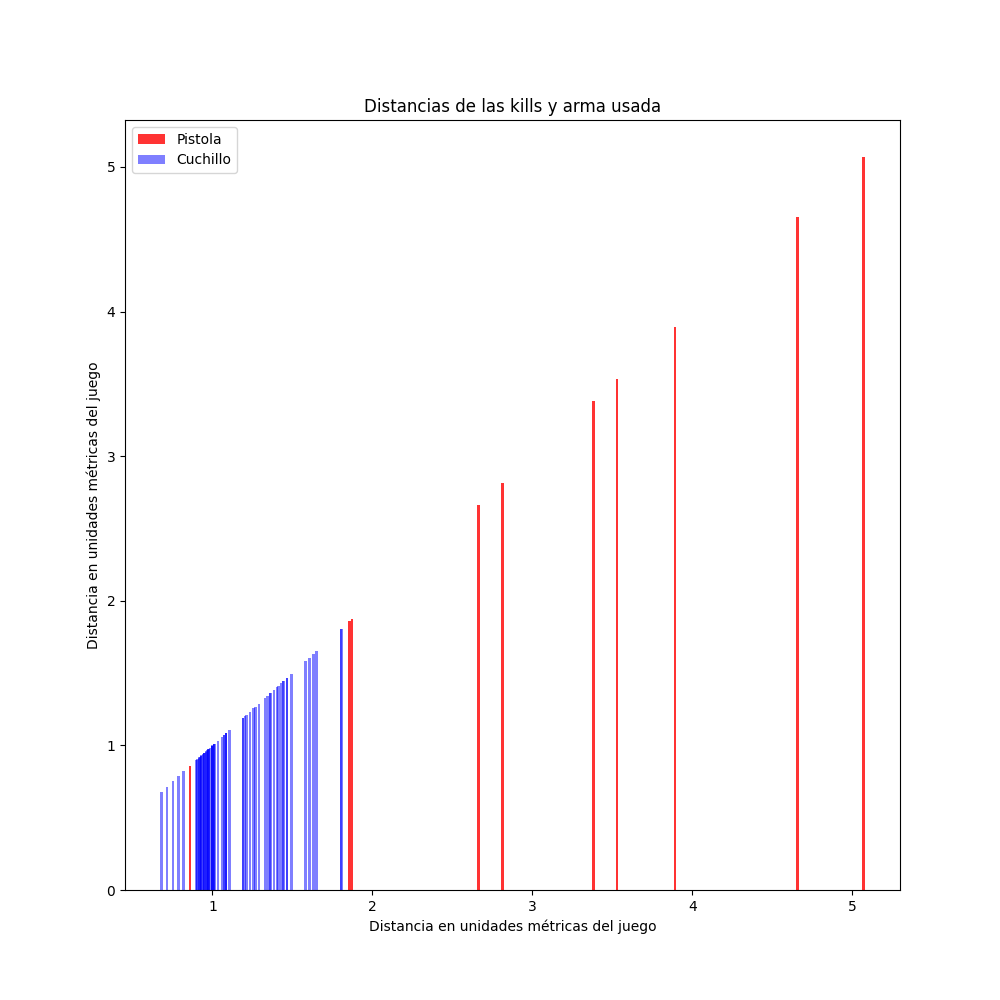 Distancias de las kills y arma usada
Pistola
Cuchillo
Distancia en unidades métricas del juego
5
4
3
2
1
0
1 2 3 4 5
Distancia en unidades métricas del juego